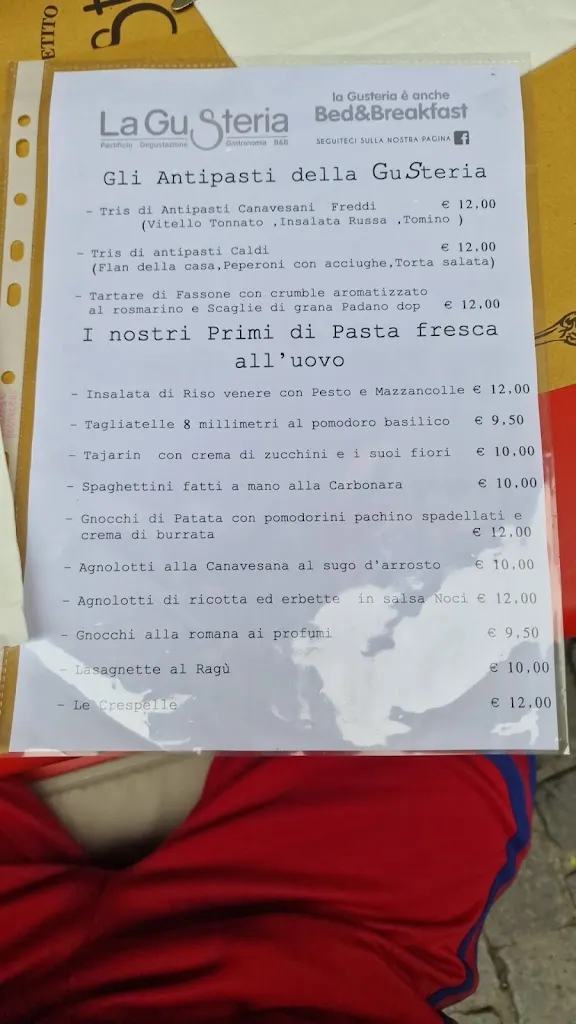 ETITO
La GuSteria
Pastificio Degustazione Gastronomia B&B
la Gusteria è anche
Bed&Breakfast
SEGUITECI SULLA NOSTRA PAGINA f
Gli Antipasti della GuSteria
- Tris di Antipasti Canavesani Freddi € 12,00
(Vitello Tonnato ,Insalata Russa ,Tomino )
- Tris di antipasti Caldi € 12,00
(Flan della casa,Peperoni con acciughe,Torta salata)
- Tartare di Fassone con crumble aromatizzato
al rosmarino e Scaglie di grana Padano dop € 12,00
I nostri Primi di Pasta fresca
all'uovo
- Insalata di Riso venere con Pesto e Mazzancolle € 12,00
- Tagliatelle 8 millimetri al pomodoro basilico € 9,50
- Tajarin con crema di zucchini e i suoi fiori € 10,00
- Spaghettini fatti a mano alla Carbonara € 10,00
- Gnocchi di Patata con pomodorini pachino spadellati e
crema di burrata € 12,00
- Agnolotti alla Canavesana al sugo d'arrosto € 10,00
- Agnolotti di ricotta ed erbette in salsa Noci € 12,00
- Gnocchi alla romana ai profumi € 9,50
- Lasagnette al Ragù € 10,00
- Le Crespelle € 12,00